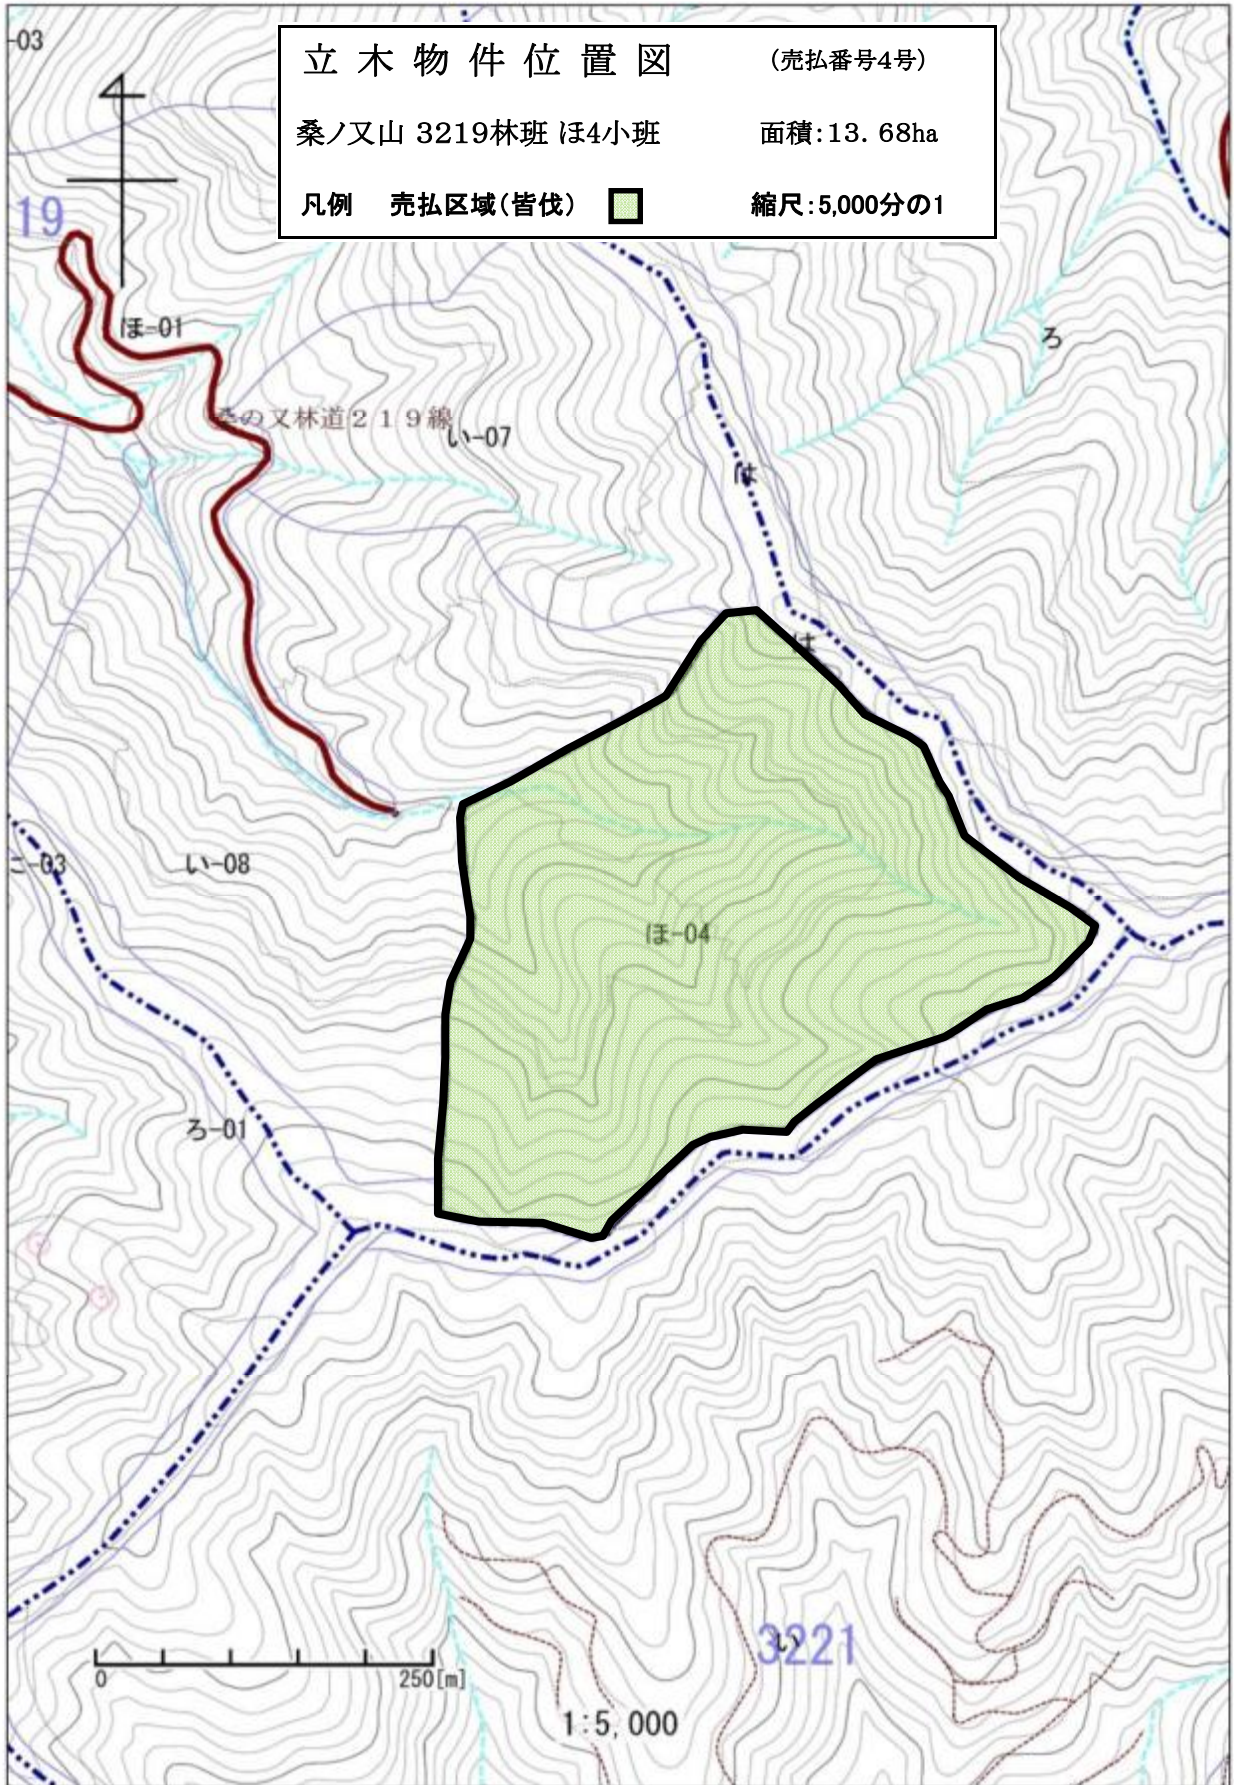 -03
立木物件位置図 (売払番号4号)
桑ノ又山 3219林班 ほ4小班 面積:13.68ha
凡例 売払区域(皆伐) 縮尺:5,000分の1
19
ほ-01
ろ
桑の又林道219線
い-07
は
は
に-03
い-08
ほ-04
ろ-01
3221
い
0 250[m]
1:5,000